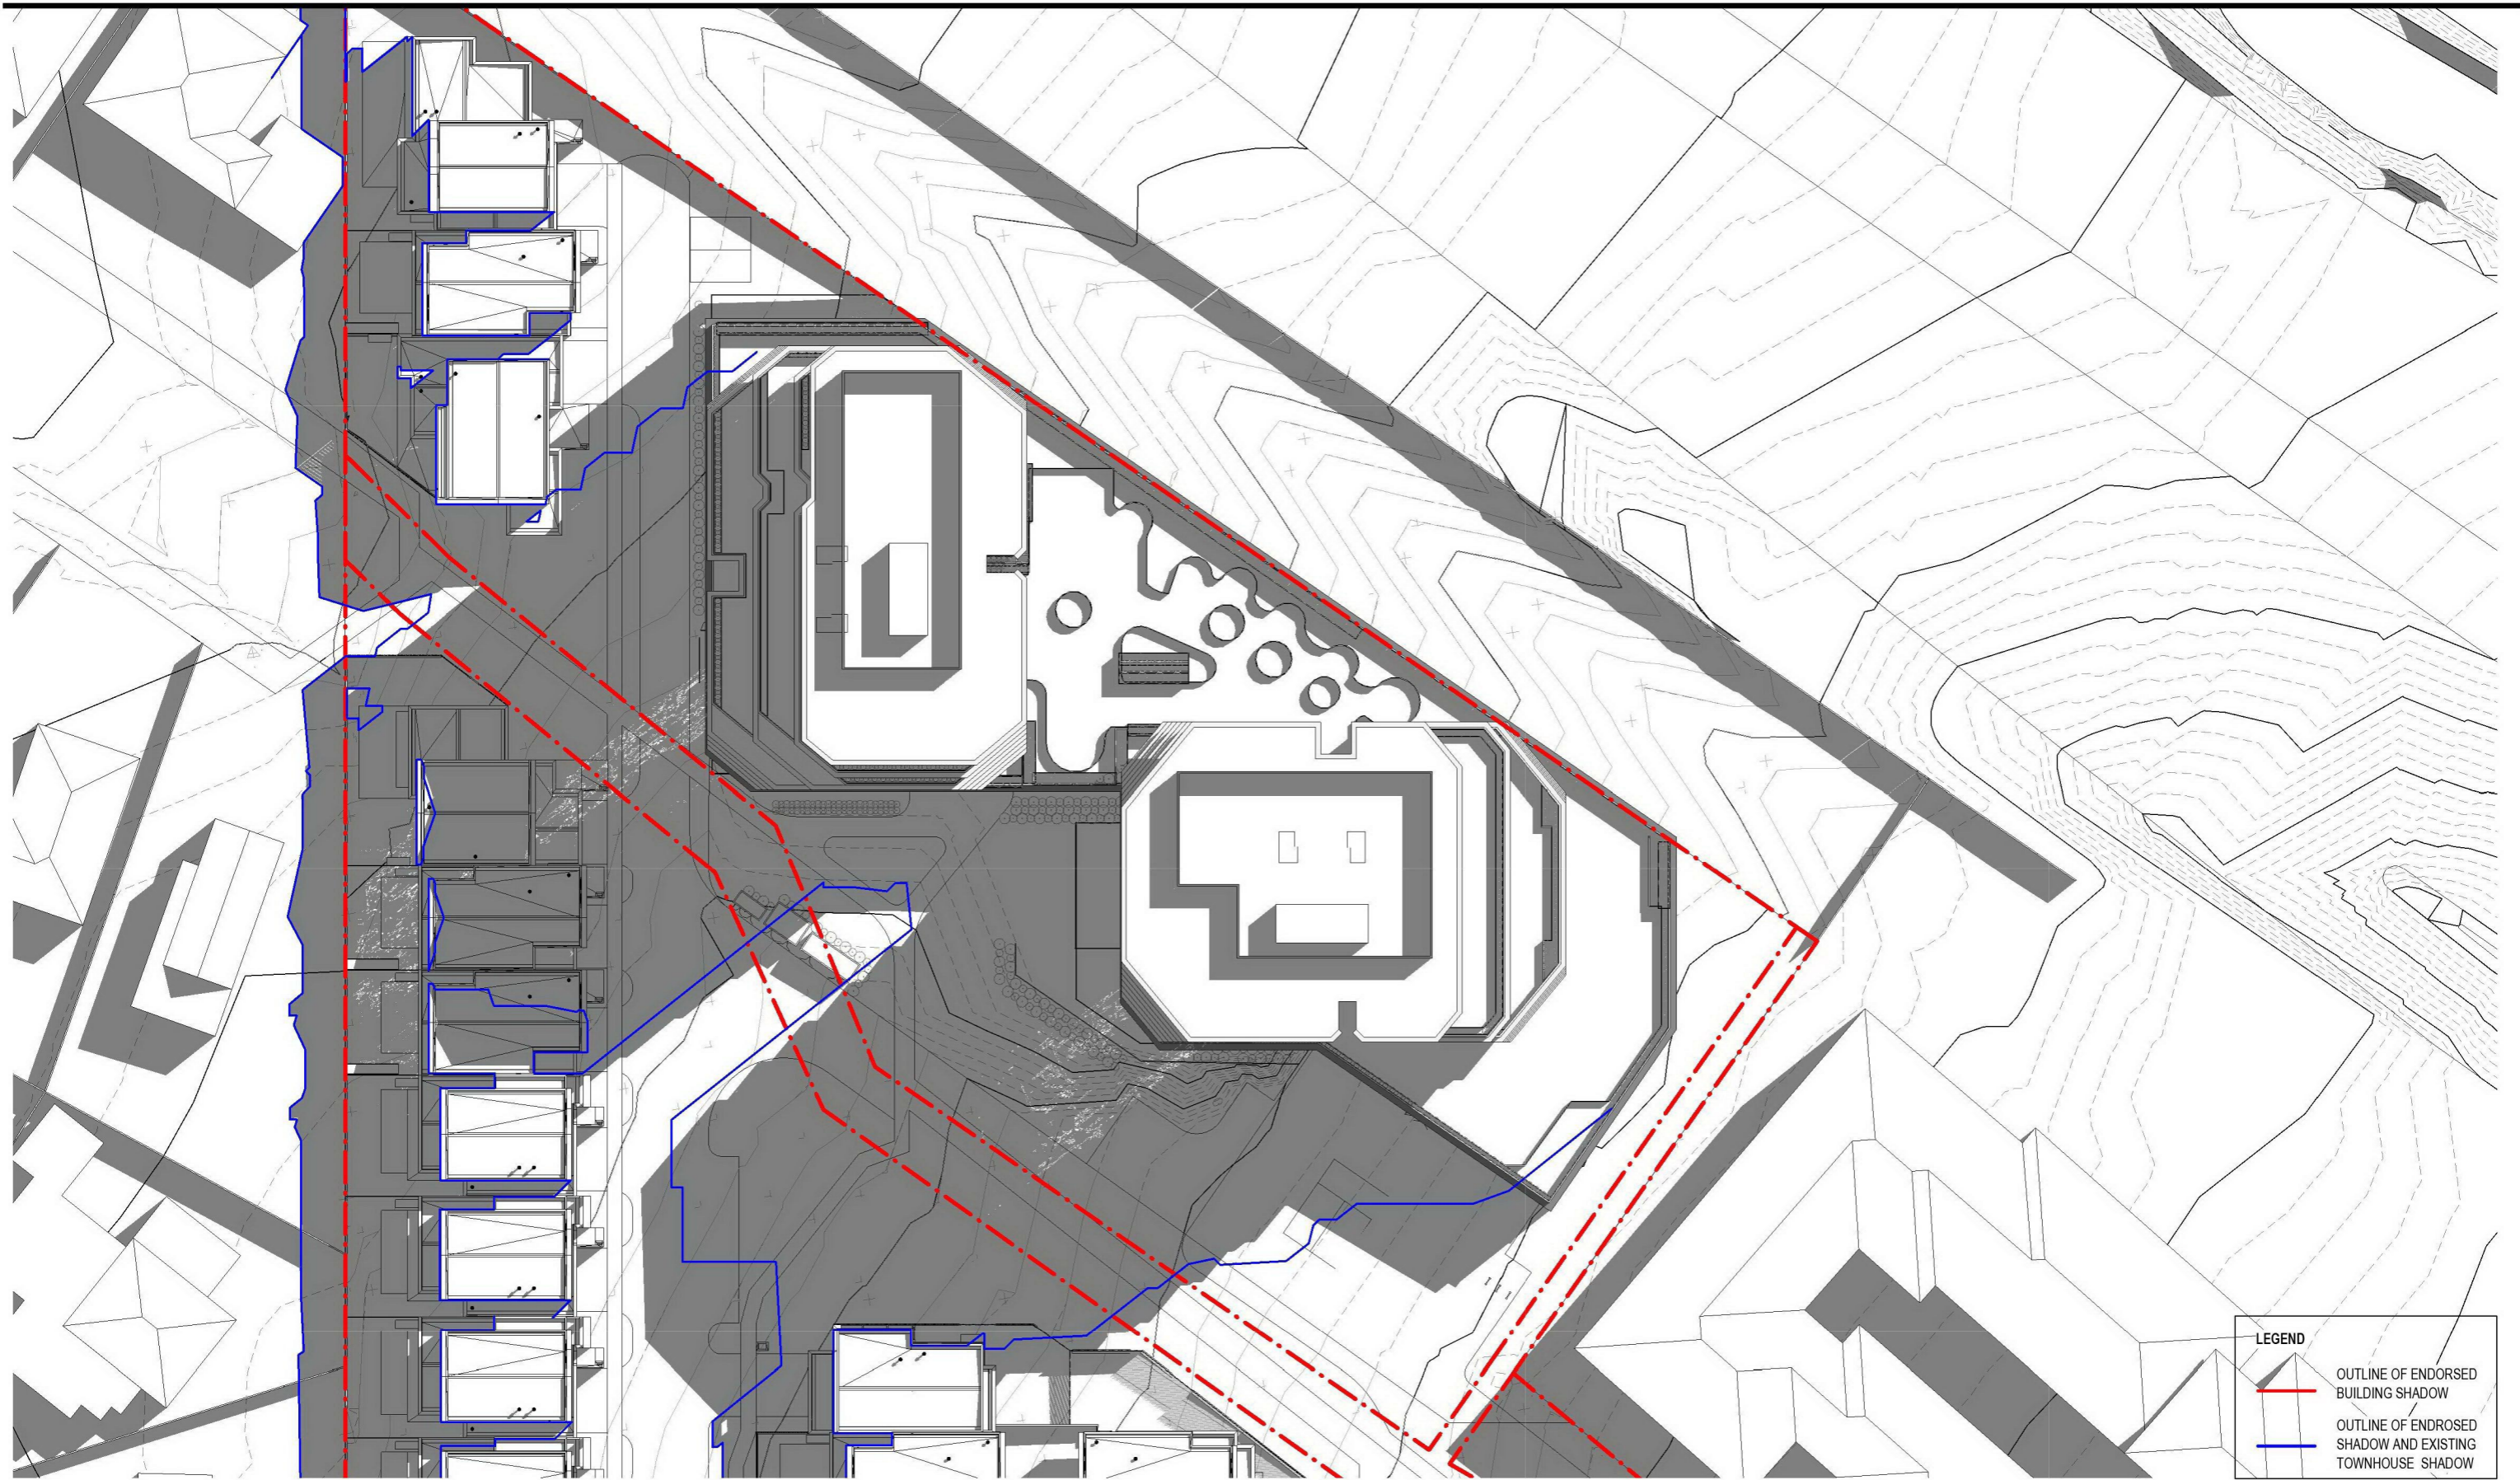 LEGEND
OUTLINE OF ENDORSED
BUILDING SHADOW
OUTLINE OF ENDROSED
SHADOW AND EXISTING
TOWNHOUSE SHADOW